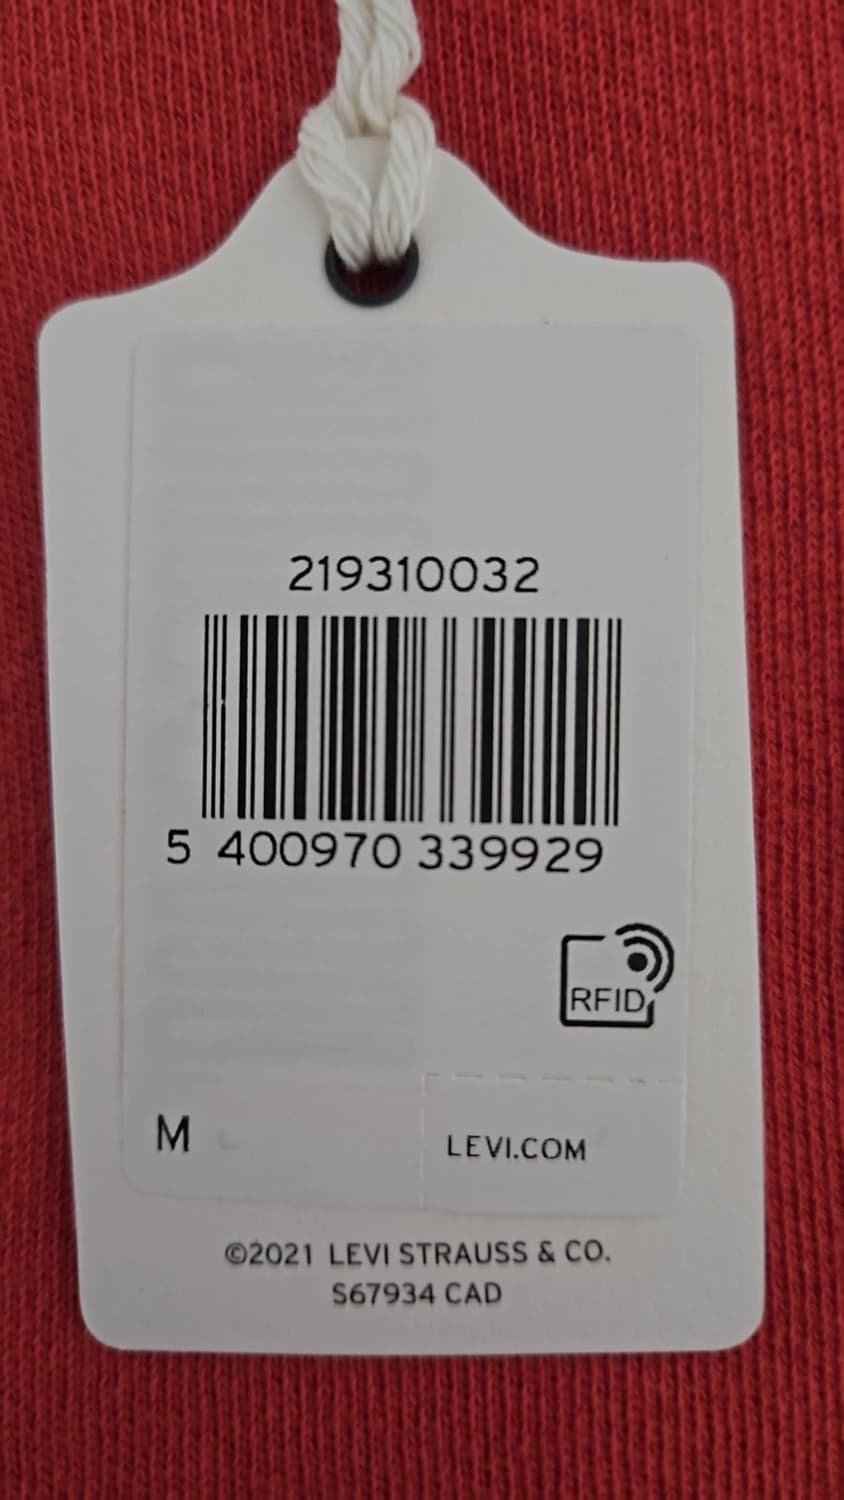 219310032
5 400970 339929
RFID
M
LEVI.COM
©2021 LEVI STRAUSS & CO.
S67934 CAD